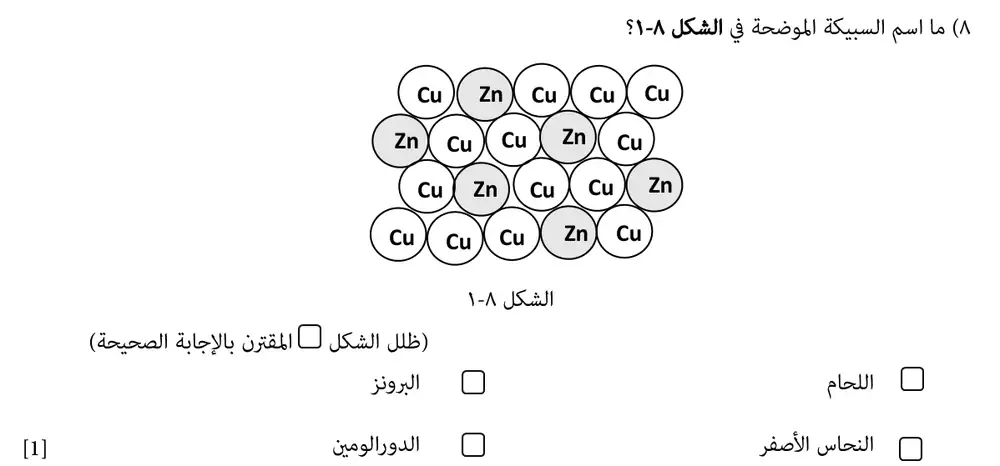 ٨) ما اسم السبيكة الموضحة في الشكل ٨-١؟
Cu Zn Cu Cu Cu
Zn Cu Cu Zn Cu
Cu Zn Cu Cu Zn
Cu Cu Cu Zn Cu
الشكل ٨-١
(ظلل الشكل المقترن بالإجابة الصحيحة)
اللحام البرونز
النحاس الأصفر الدورالومين [1]